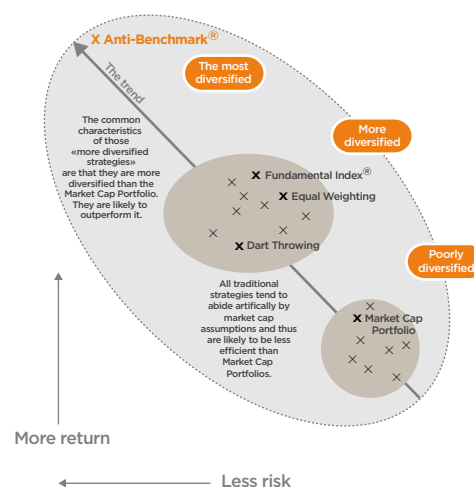 X Anti-Benchmark®
The most
diversified
The trend
The common
characteristics
of those
«more diversified
strategies»
are that they are more
diversified than the
Market Cap Portfolio.
They are likely to
outperform it.
More
diversified
X Fundamental Index®
X Equal Weighting
X Dart Throwing
Poorly
diversified
All traditional
strategies tend to
abide artificially by
market cap
assumptions and thus
are likely to be less
efficient than
Market Cap
Portfolios.
X Market Cap
Portfolio
More return
Less risk